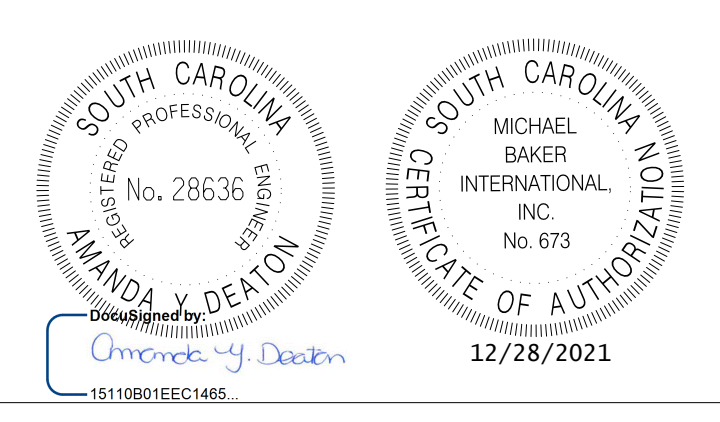 SOUTH CAROLINA
REGISTERED PROFESSIONAL ENGINEER
No. 28636
AMANDA Y DEATON
DocuSigned by:
Amanda Y. Deaton
15110B01EEC1465...
SOUTH CAROLINA
MICHAEL
BAKER
INTERNATIONAL,
INC.
No. 673
CERTIFICATE OF AUTHORIZATION
12/28/2021